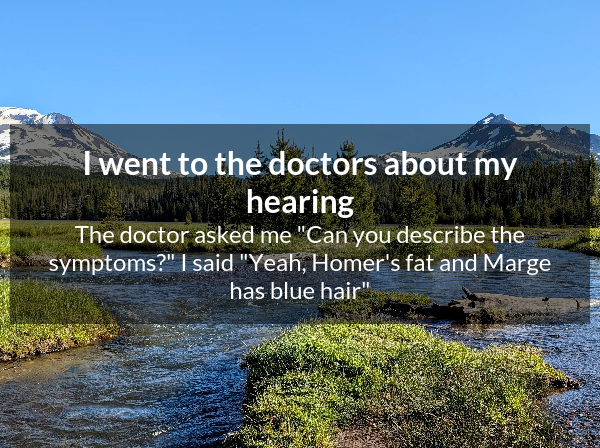 I went to the doctors about my
hearing
The doctor asked me "Can you describe the
symptoms?" I said "Yeah, Homer's fat and Marge
has blue hair"